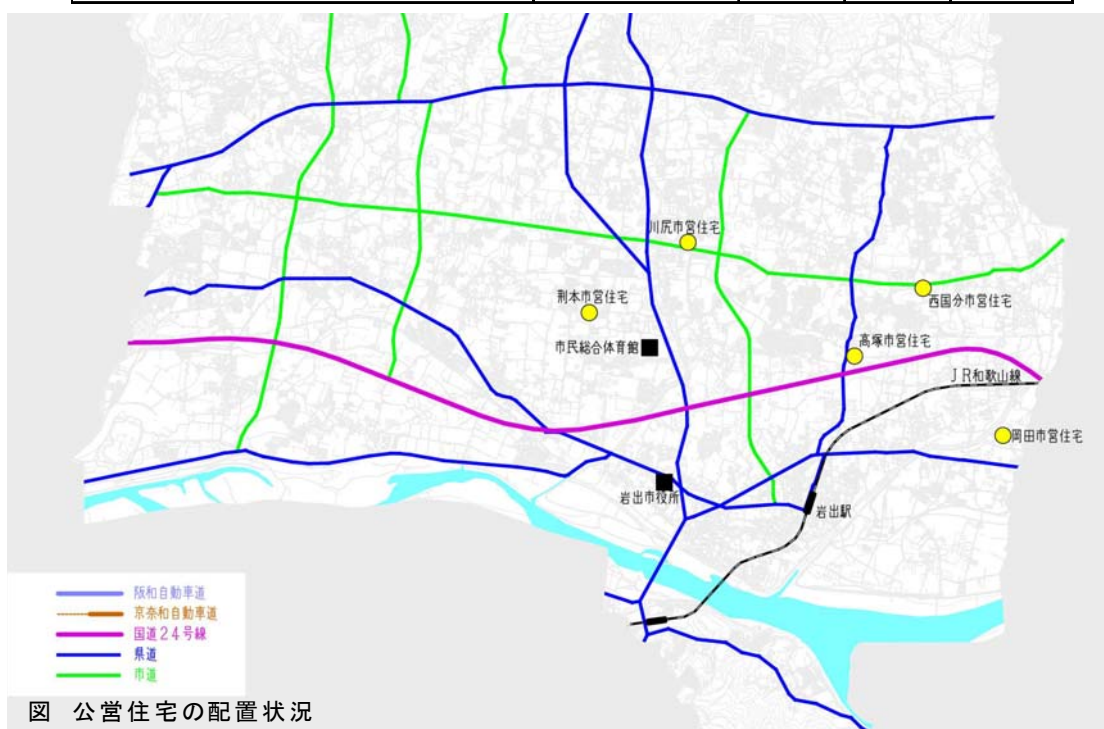 川尻市営住宅
荆本市営住宅
西国分市営住宅
市民総合体育館
高塚市営住宅
JR和歌山線
岡田市営住宅
岩出市役所
岩出駅
阪和自動車道
京奈和自動車道
国道24号線
県道
市道
図 公営住宅の配置状況